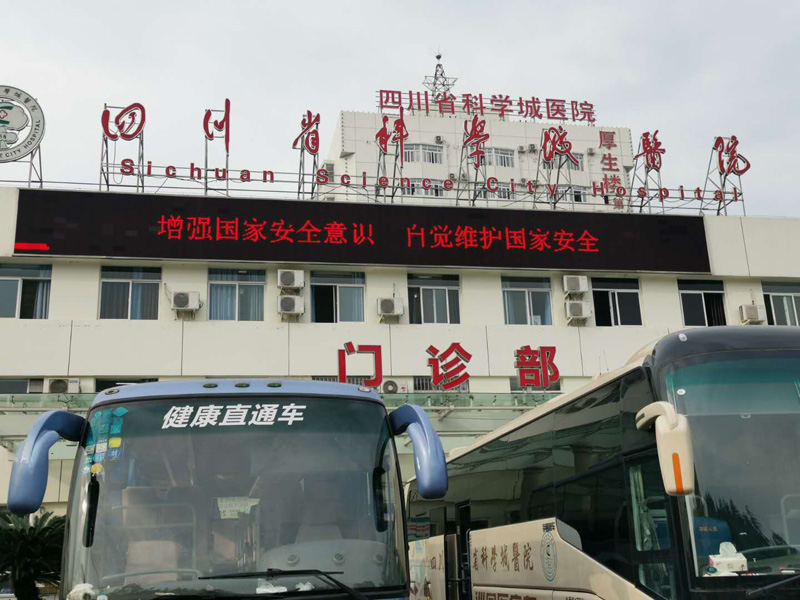 四川省科学城医院
四川省科学城醫院
Sichuan Science City Hospital
厚生楼
增强国家安全意识 自觉维护国家安全
门诊部
健康直通车
省科学城醫院